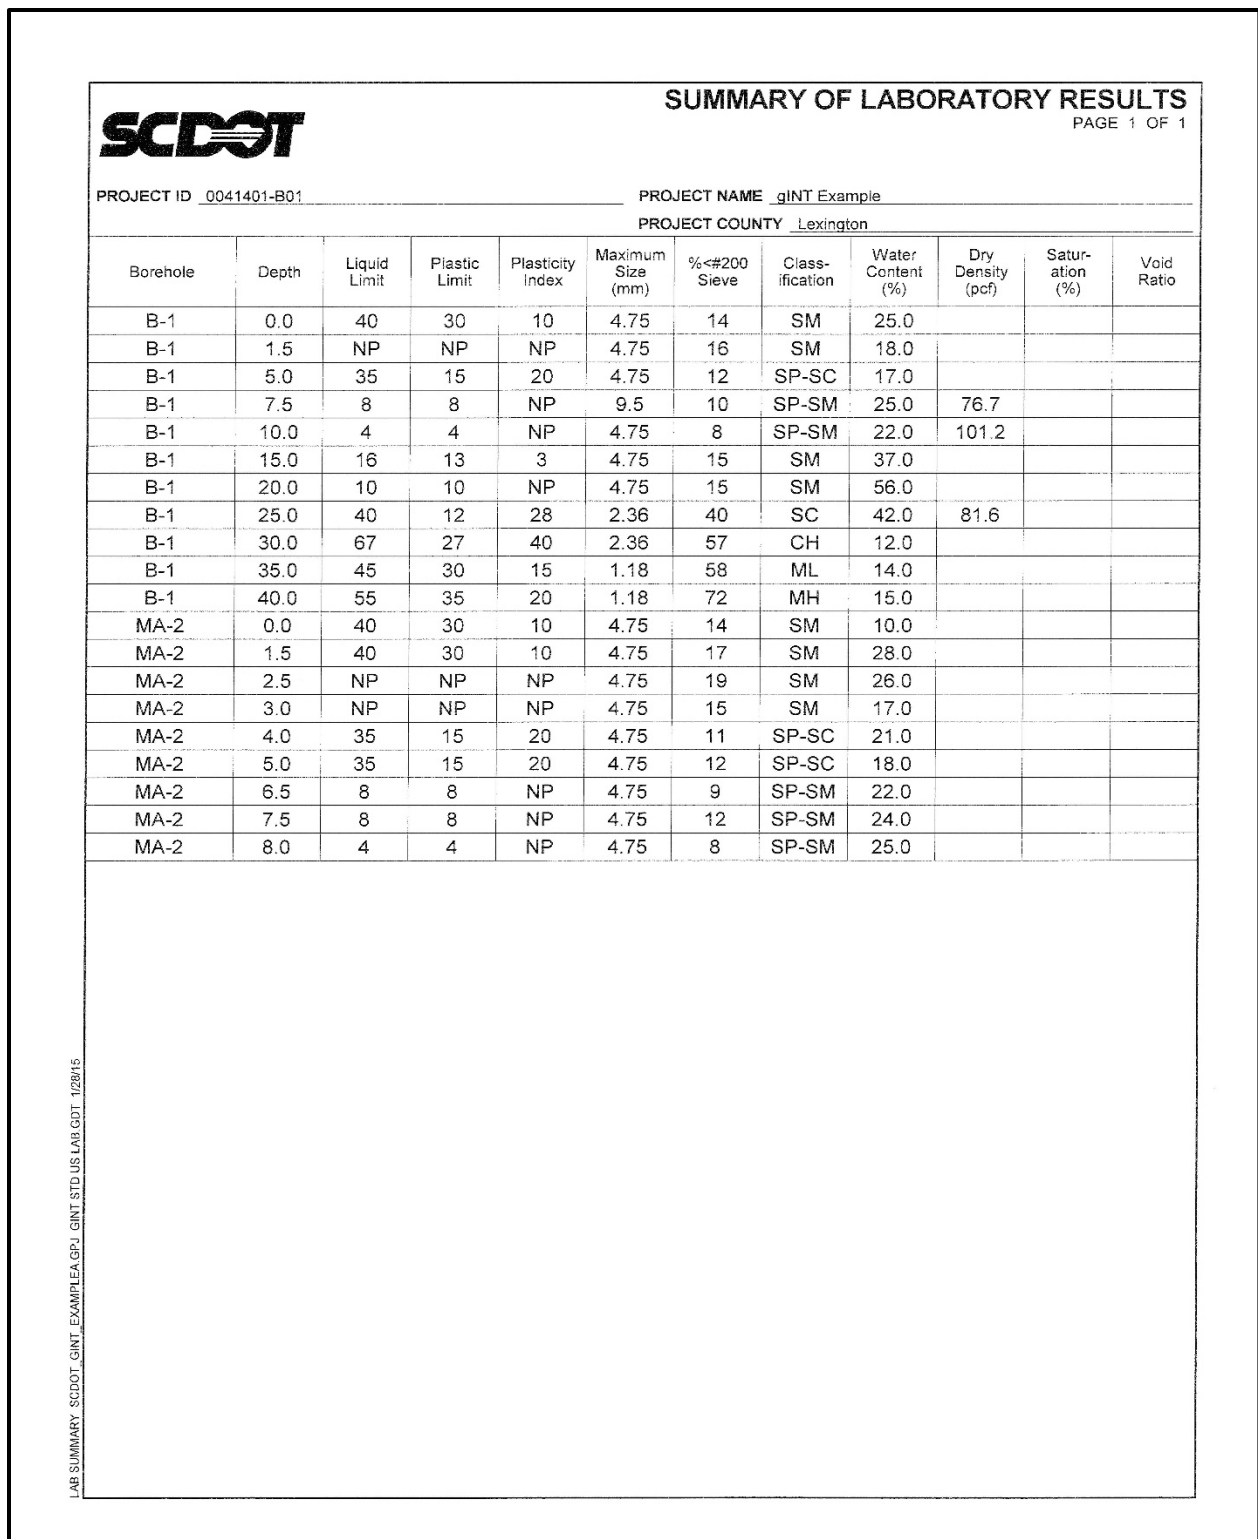 SCDOT
SUMMARY OF LABORATORY RESULTS
PAGE 1 OF 1
PROJECT ID 0041401-B01
PROJECT NAME gINT Example
PROJECT COUNTY Lexington
Borehole Depth Liquid Limit Plastic Limit Plasticity Index Maximum Size (mm) %<#200 Sieve Class-ification Water Content (%) Dry Density (pcf) Satur-ation (%) Void Ratio
B-1 0.0 40 30 10 4.75 14 SM 25.0
B-1 1.5 NP NP NP 4.75 16 SM 18.0
B-1 5.0 35 15 20 4.75 12 SP-SC 17.0
B-1 7.5 8 8 NP 9.5 10 SP-SM 25.0 76.7
B-1 10.0 4 4 NP 4.75 8 SP-SM 22.0 101.2
B-1 15.0 16 13 3 4.75 15 SM 37.0
B-1 20.0 10 10 NP 4.75 15 SM 56.0
B-1 25.0 40 12 28 2.36 40 SC 42.0 81.6
B-1 30.0 67 27 40 2.36 57 CH 12.0
B-1 35.0 45 30 15 1.18 58 ML 14.0
B-1 40.0 55 35 20 1.18 72 MH 15.0
MA-2 0.0 40 30 10 4.75 14 SM 10.0
MA-2 1.5 40 30 10 4.75 17 SM 28.0
MA-2 2.5 NP NP NP 4.75 19 SM 26.0
MA-2 3.0 NP NP NP 4.75 15 SM 17.0
MA-2 4.0 35 15 20 4.75 11 SP-SC 21.0
MA-2 5.0 35 15 20 4.75 12 SP-SC 18.0
MA-2 6.5 8 8 NP 4.75 9 SP-SM 22.0
MA-2 7.5 8 8 NP 4.75 12 SP-SM 24.0
MA-2 8.0 4 4 NP 4.75 8 SP-SM 25.0
LAB SUMMARY SCDOT_GINT_EXAMPLEA.GPJ GINT STD US LAB.GDT 1/28/15